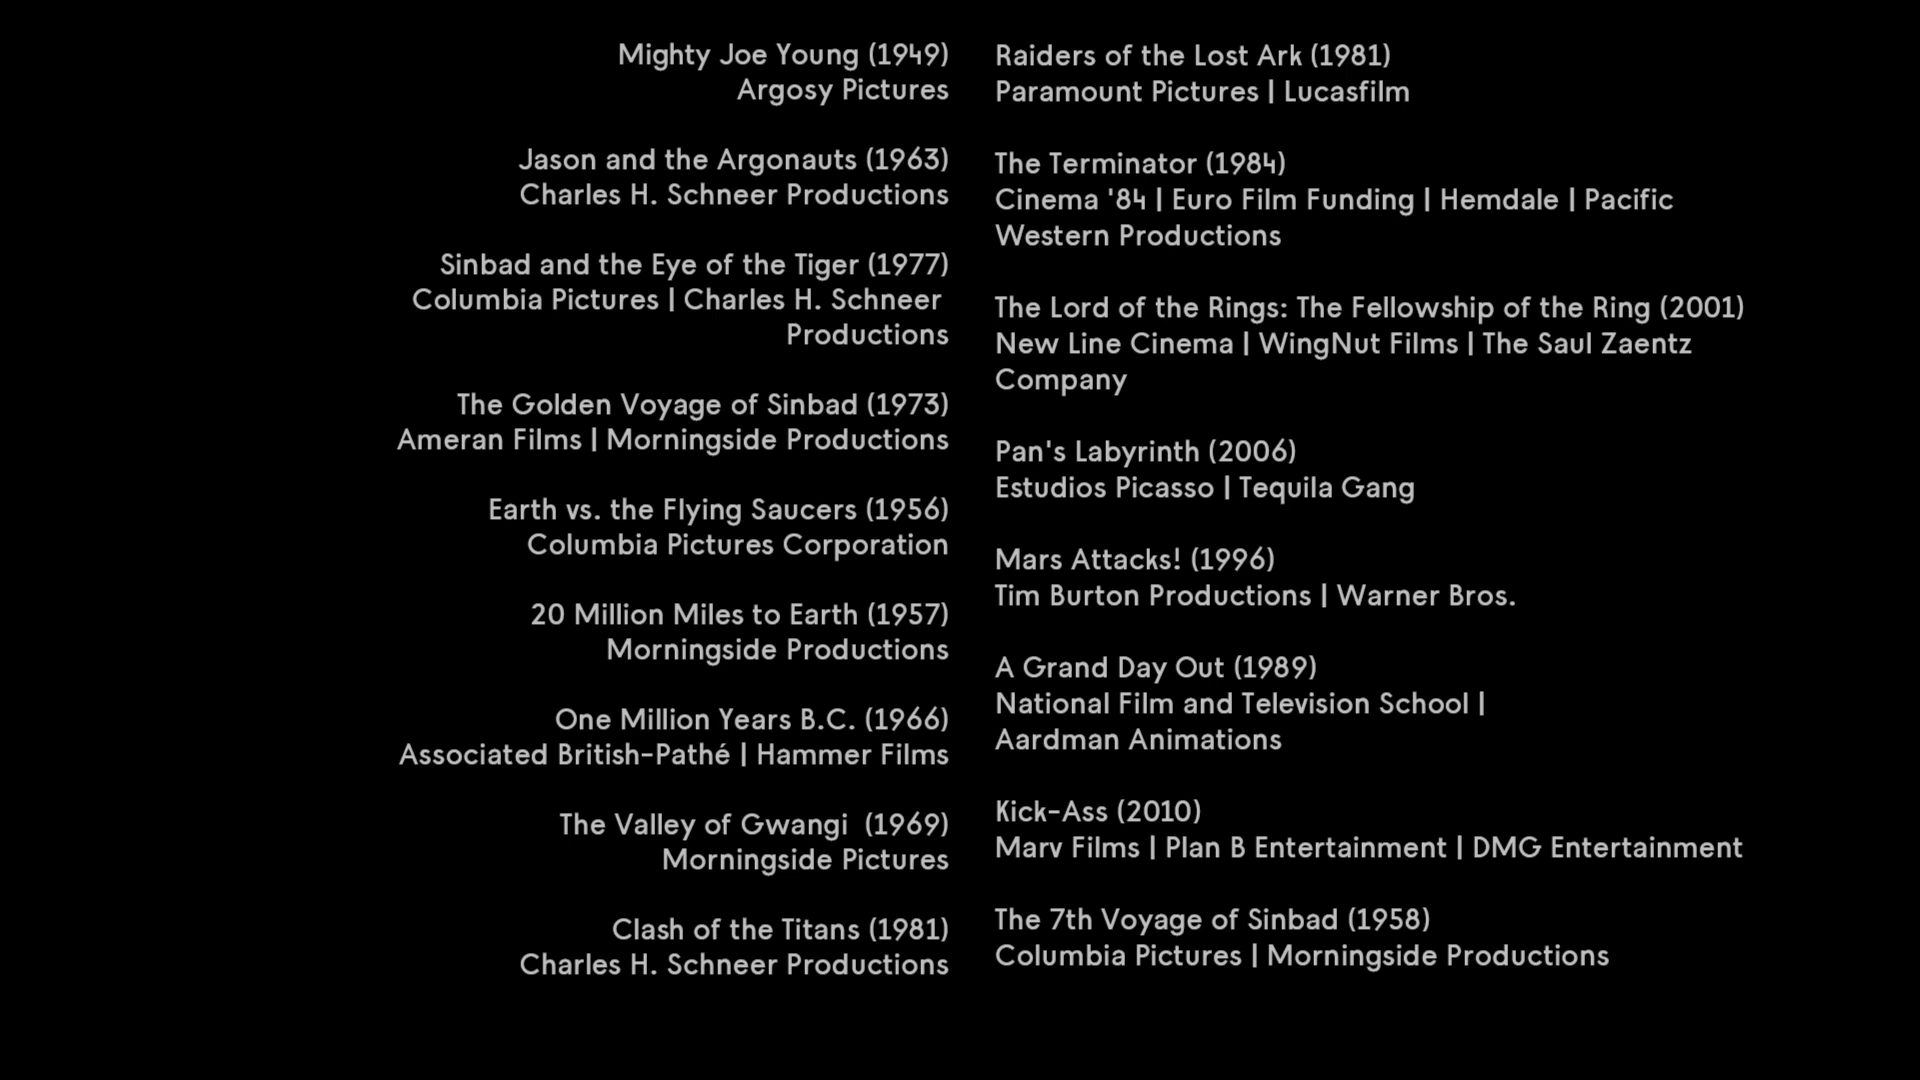 Mighty Joe Young (1949)
Argosy Pictures
Jason and the Argonauts (1963)
Charles H. Schneer Productions
Sinbad and the Eye of the Tiger (1977)
Columbia Pictures | Charles H. Schneer
Productions
The Golden Voyage of Sinbad (1973)
Ameran Films | Morningside Productions
Earth vs. the Flying Saucers (1956)
Columbia Pictures Corporation
20 Million Miles to Earth (1957)
Morningside Productions
One Million Years B.C. (1966)
Associated British-Pathé | Hammer Films
The Valley of Gwangi (1969)
Morningside Pictures
Clash of the Titans (1981)
Charles H. Schneer Productions
Raiders of the Lost Ark (1981)
Paramount Pictures | Lucasfilm
The Terminator (1984)
Cinema '84 | Euro Film Funding | Hemdale | Pacific
Western Productions
The Lord of the Rings: The Fellowship of the Ring (2001)
New Line Cinema | WingNut Films | The Saul Zaentz
Company
Pan's Labyrinth (2006)
Estudios Picasso | Tequila Gang
Mars Attacks! (1996)
Tim Burton Productions | Warner Bros.
A Grand Day Out (1989)
National Film and Television School |
Aardman Animations
Kick-Ass (2010)
Marv Films | Plan B Entertainment | DMG Entertainment
The 7th Voyage of Sinbad (1958)
Columbia Pictures | Morningside Productions